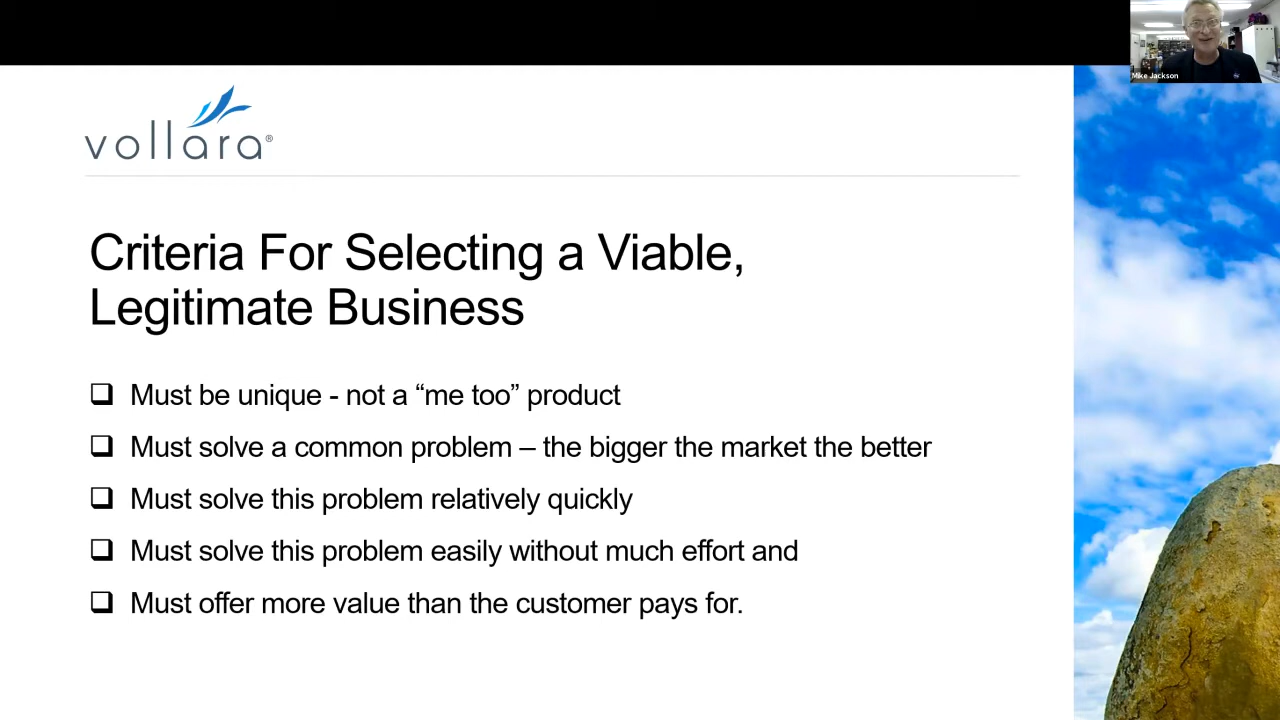 Mike Jackson
vollara®
Criteria For Selecting a Viable,
Legitimate Business
Must be unique - not a “me too” product
Must solve a common problem – the bigger the market the better
Must solve this problem relatively quickly
Must solve this problem easily without much effort and
Must offer more value than the customer pays for.